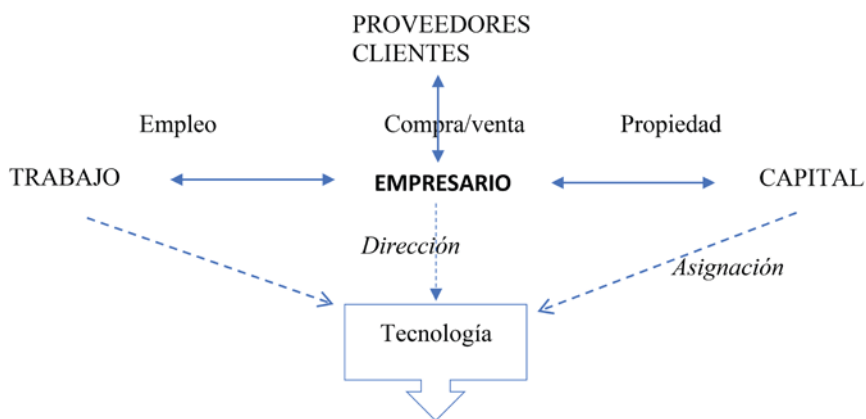 PROVEEDORES
CLIENTES
Empleo
Compra/venta
Propiedad
TRABAJO
EMPRESARIO
CAPITAL
Dirección
Asignación
Tecnología